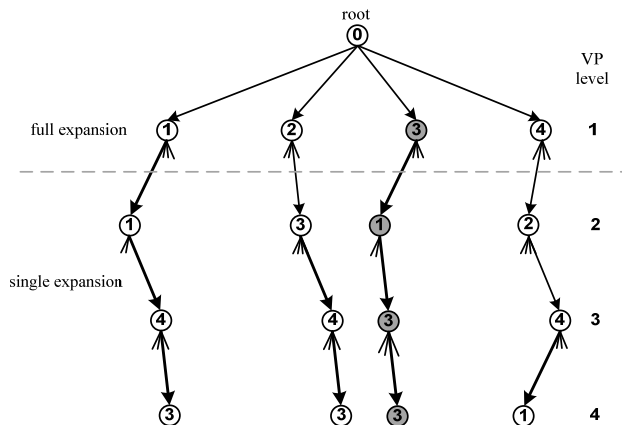 root
0
VP
level
full expansion 1 2 3 4 1
1 3 1 2 2
single expansion
4 4 3 4 3
3 3 3 1 4